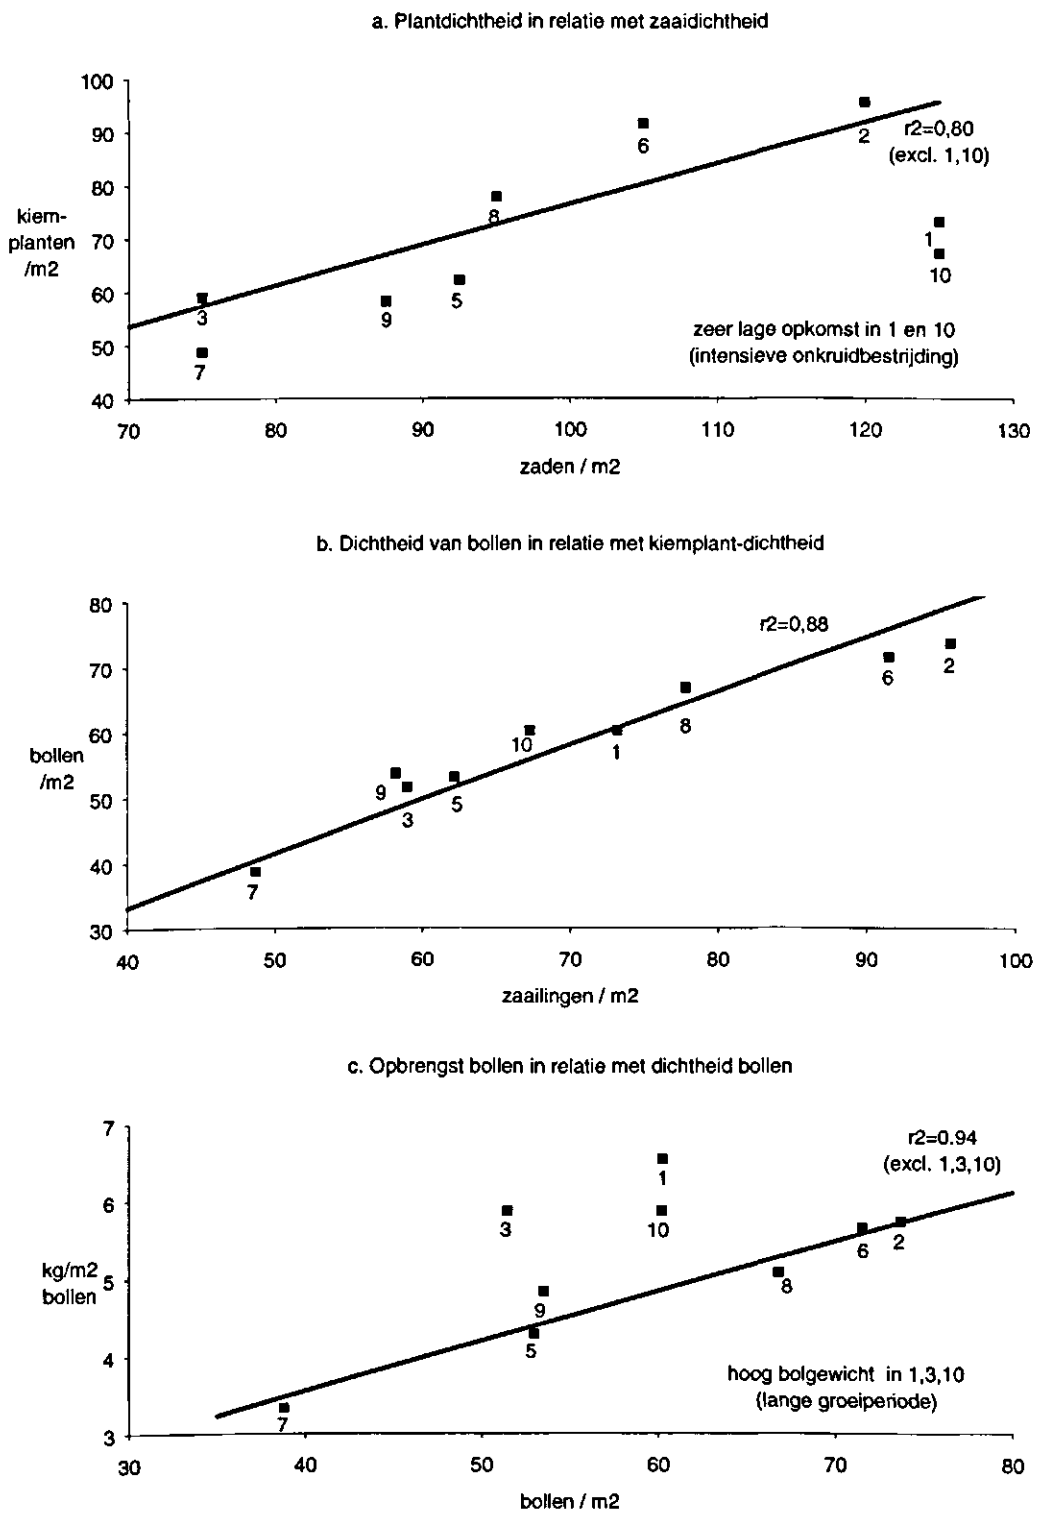 a. Plantdichtheid in relatie met zaaidichtheid
100
90
80
70
60
50
40
kiem-
planten
/m2
6
2
r2=0,80
(excl. 1,10)
8
1
10
3
9
5
7
zeer lage opkomst in 1 en 10
(intensieve onkruidbestrijding)
70 80 90 100 110 120 130
zaden / m2
b. Dichtheid van bollen in relatie met kiemplant-dichtheid
80
70
60
50
40
30
bollen
/m2
r2=0,88
6
2
8
10
1
9
3
5
7
40 50 60 70 80 90 100
zaailingen / m2
c. Opbrengst bollen in relatie met dichtheid bollen
7
6
5
4
3
kg/m2
bollen
r2=0.94
(excl. 1,3,10)
1
3
10
6
2
8
9
5
7
hoog bolgewicht in 1,3,10
(lange groeiperiode)
30 40 50 60 70 80
bollen / m2